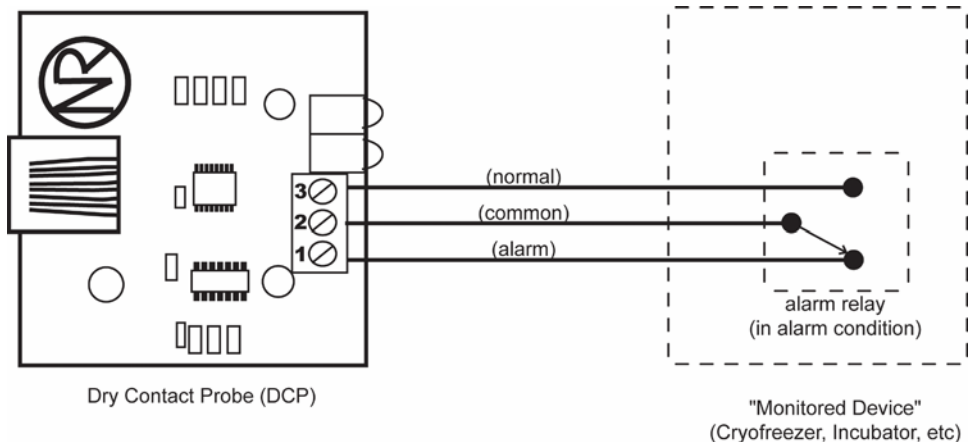 NR
(normal)
3
(common)
2
(alarm)
1
alarm relay
(in alarm condition)
Dry Contact Probe (DCP)
"Monitored Device"
(Cryofreezer, Incubator, etc)